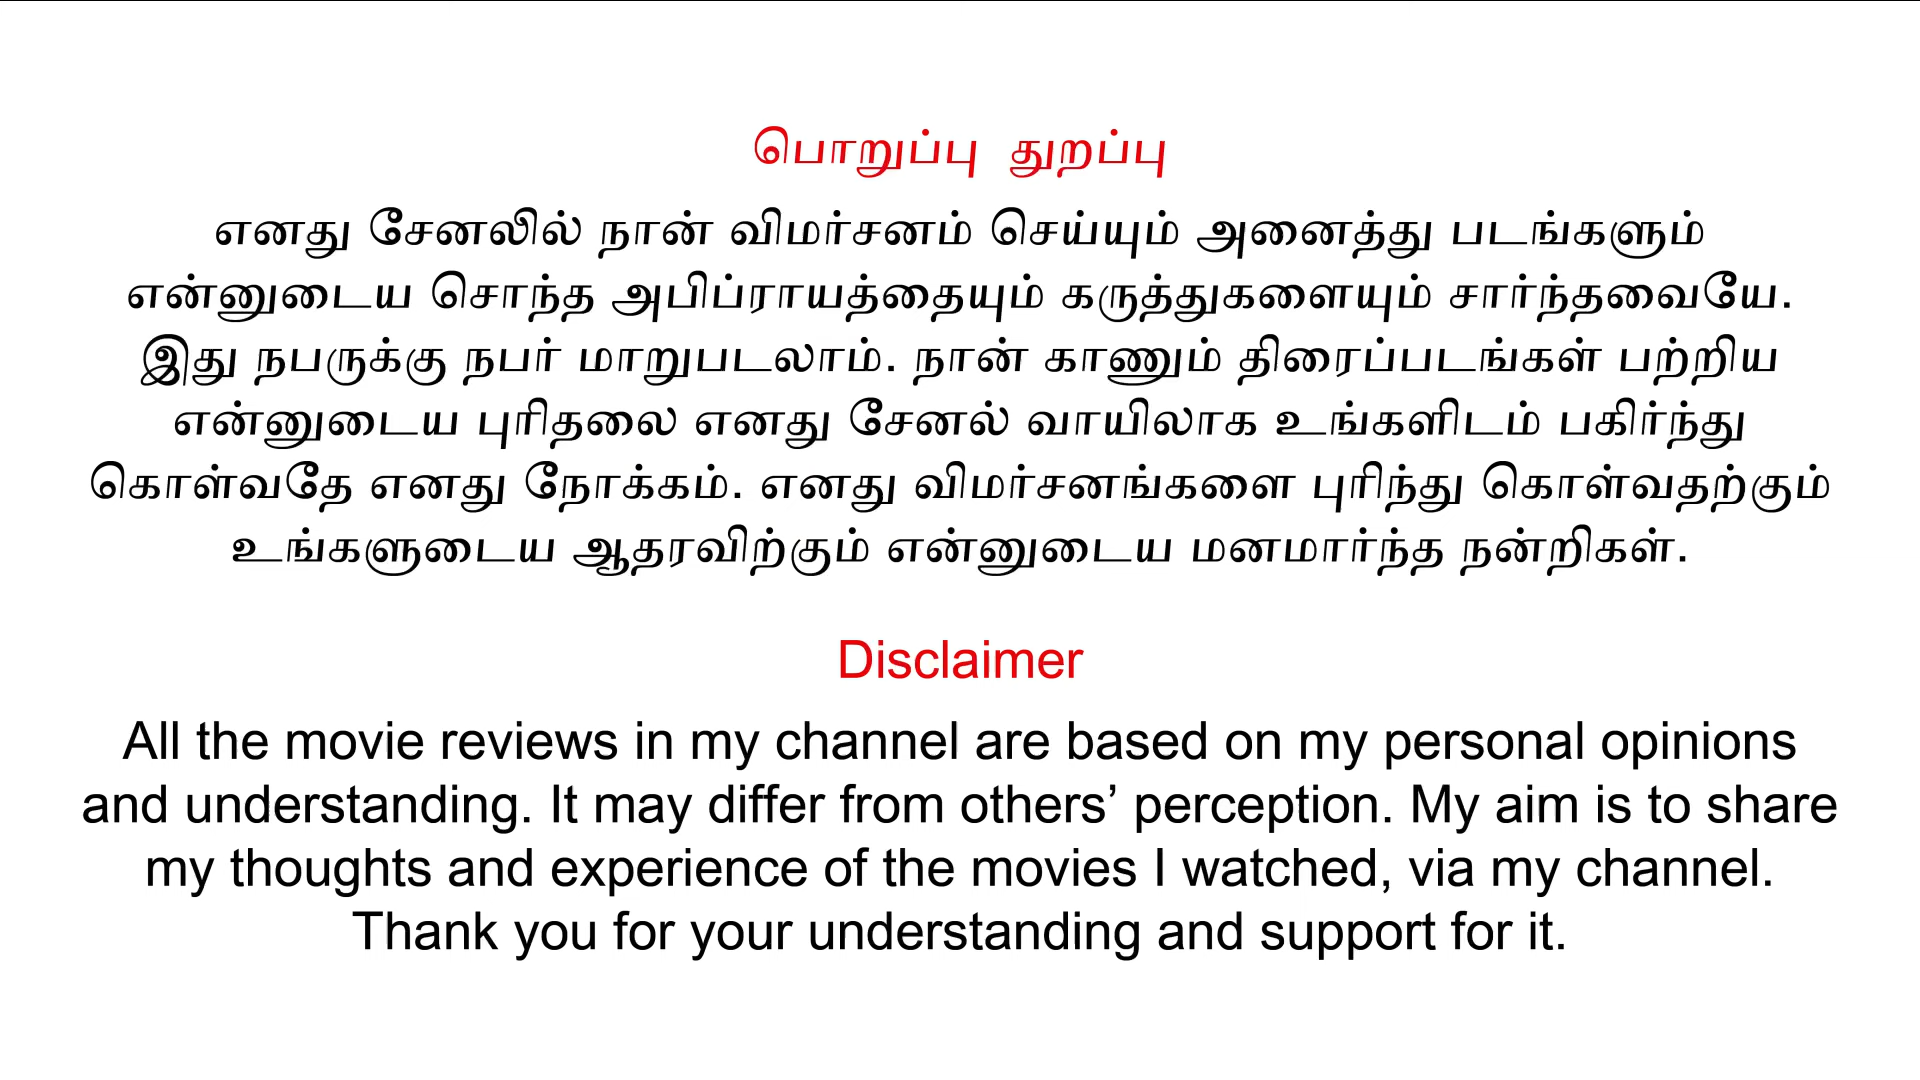 பொறுப்பு துறப்பு
எனது சேனலில் நான் விமர்சனம் செய்யும் அனைத்து படங்களும்
என்னுடைய சொந்த அபிப்ராயத்தையும் கருத்துகளையும் சார்ந்தவையே.
இது நபருக்கு நபர் மாறுபடலாம். நான் காணும் திரைப்படங்கள் பற்றிய
என்னுடைய புரிதலை எனது சேனல் வாயிலாக உங்களிடம் பகிர்ந்து
கொள்வதே எனது நோக்கம். எனது விமர்சனங்களை புரிந்து கொள்வதற்கும்
உங்களுடைய ஆதரவிற்கும் என்னுடைய மனமார்ந்த நன்றிகள்.
Disclaimer
All the movie reviews in my channel are based on my personal opinions
and understanding. It may differ from others’ perception. My aim is to share
my thoughts and experience of the movies I watched, via my channel.
Thank you for your understanding and support for it.